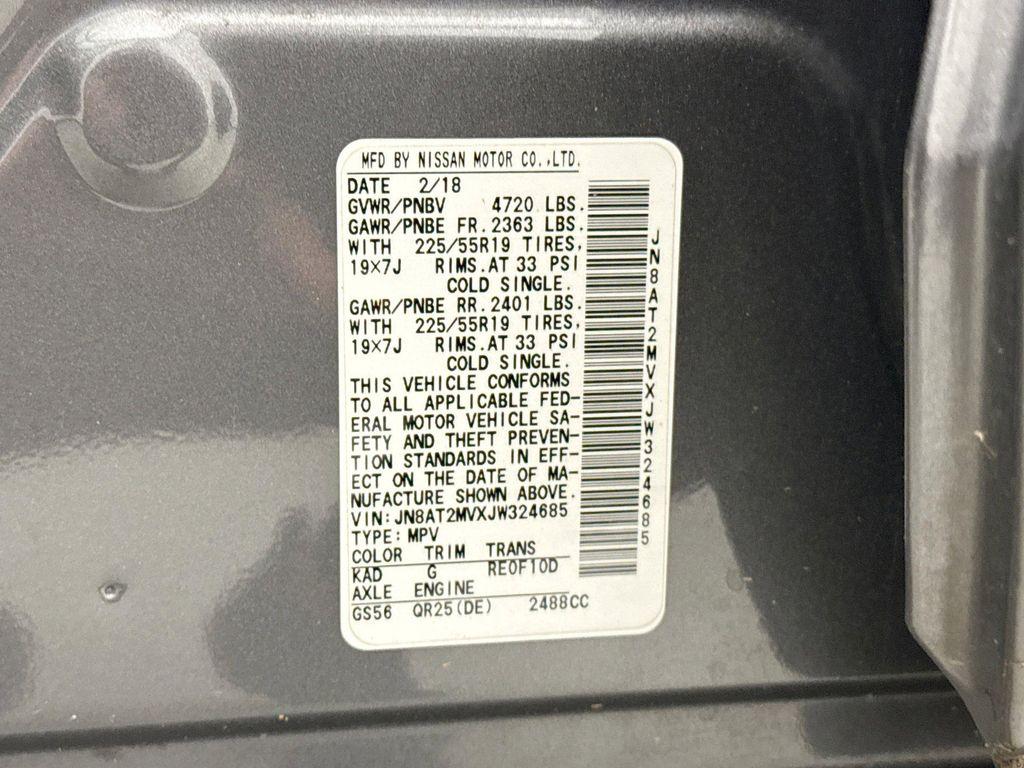 MFD BY NISSAN MOTOR CO.,LTD.
DATE 2/18
GVWR/PNBV 4720 LBS.
GAWR/PNBE FR. 2363 LBS.
WITH 225/55R19 TIRES,
19×7J RIMS.AT 33 PSI
COLD SINGLE.
GAWR/PNBE RR. 2401 LBS.
WITH 225/55R19 TIRES,
19×7J RIMS.AT 33 PSI
COLD SINGLE.
THIS VEHICLE CONFORMS
TO ALL APPLICABLE FED-
ERAL MOTOR VEHICLE SA-
FETY AND THEFT PREVEN-
TION STANDARDS IN EFF-
ECT ON THE DATE OF MA-
NUFACTURE SHOWN ABOVE.
VIN:JN8AT2MVXJW324685
TYPE:MPV
COLOR TRIM TRANS
KAD G RE0F10D
AXLE ENGINE
GS56 QR25(DE) 2488CC
JN8AT2MVXJW324685